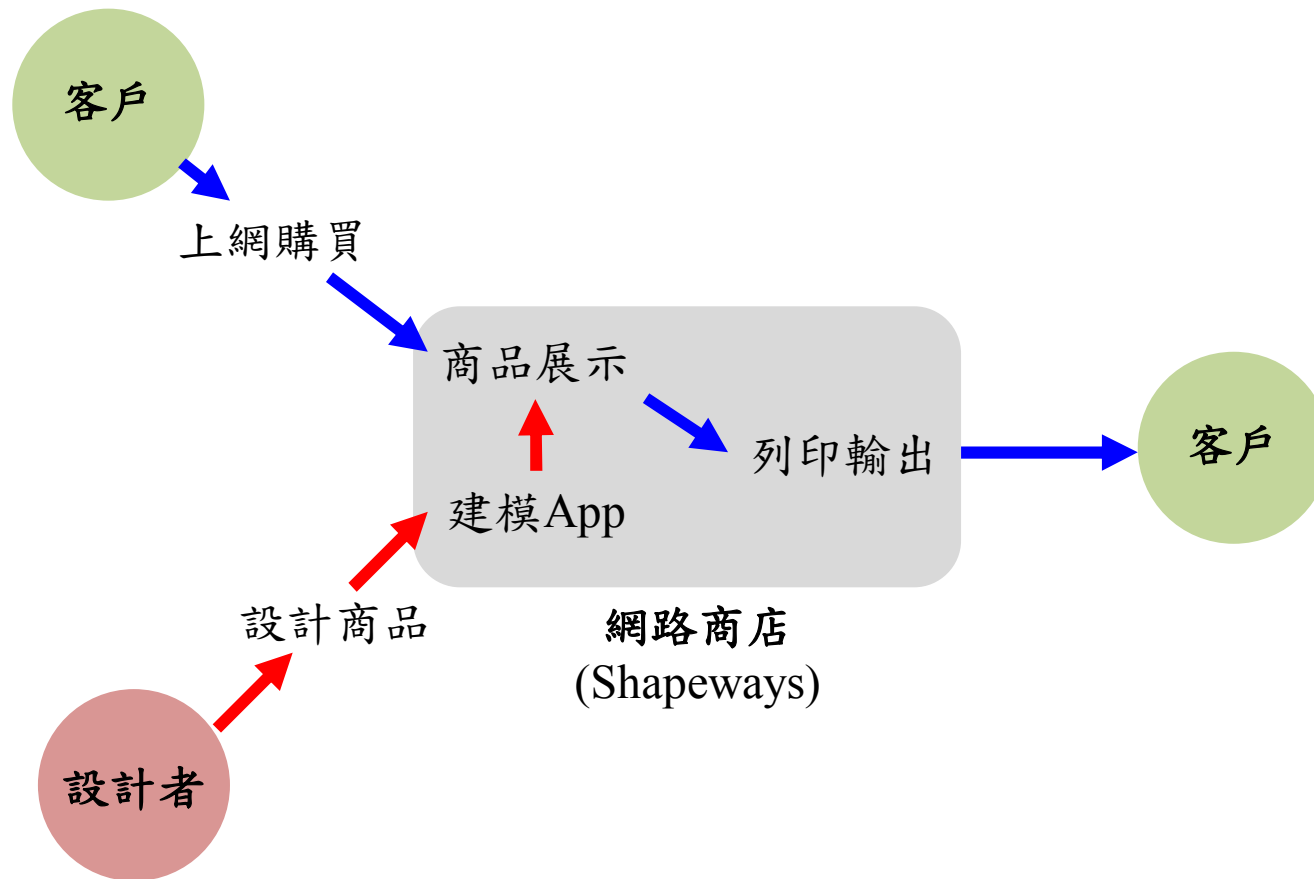 客戶
上網購買
商品展示
列印輸出
客戶
建模App
設計商品
網路商店
(Shapeways)
設計者